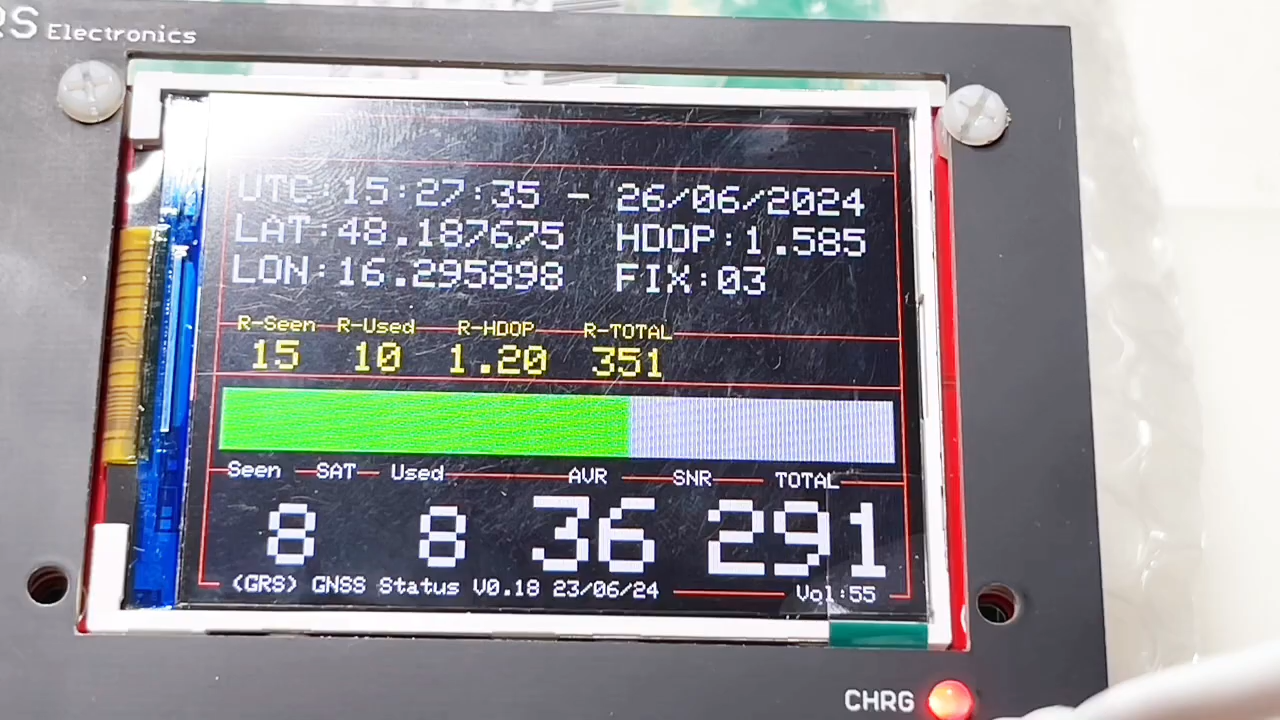 RS Electronics
UTC:15:27:35 - 26/06/2024
LAT:48.187675 HDOP:1.585
LON:16.295898 FIX:03
R-Seen R-Used R-HDOP R-TOTAL
15 10 1.20 351
Seen SAT Used AVR SNR TOTAL
8 8 36 291
(GRS) GNSS Status V0.18 23/06/24 Vol:55
CHRG